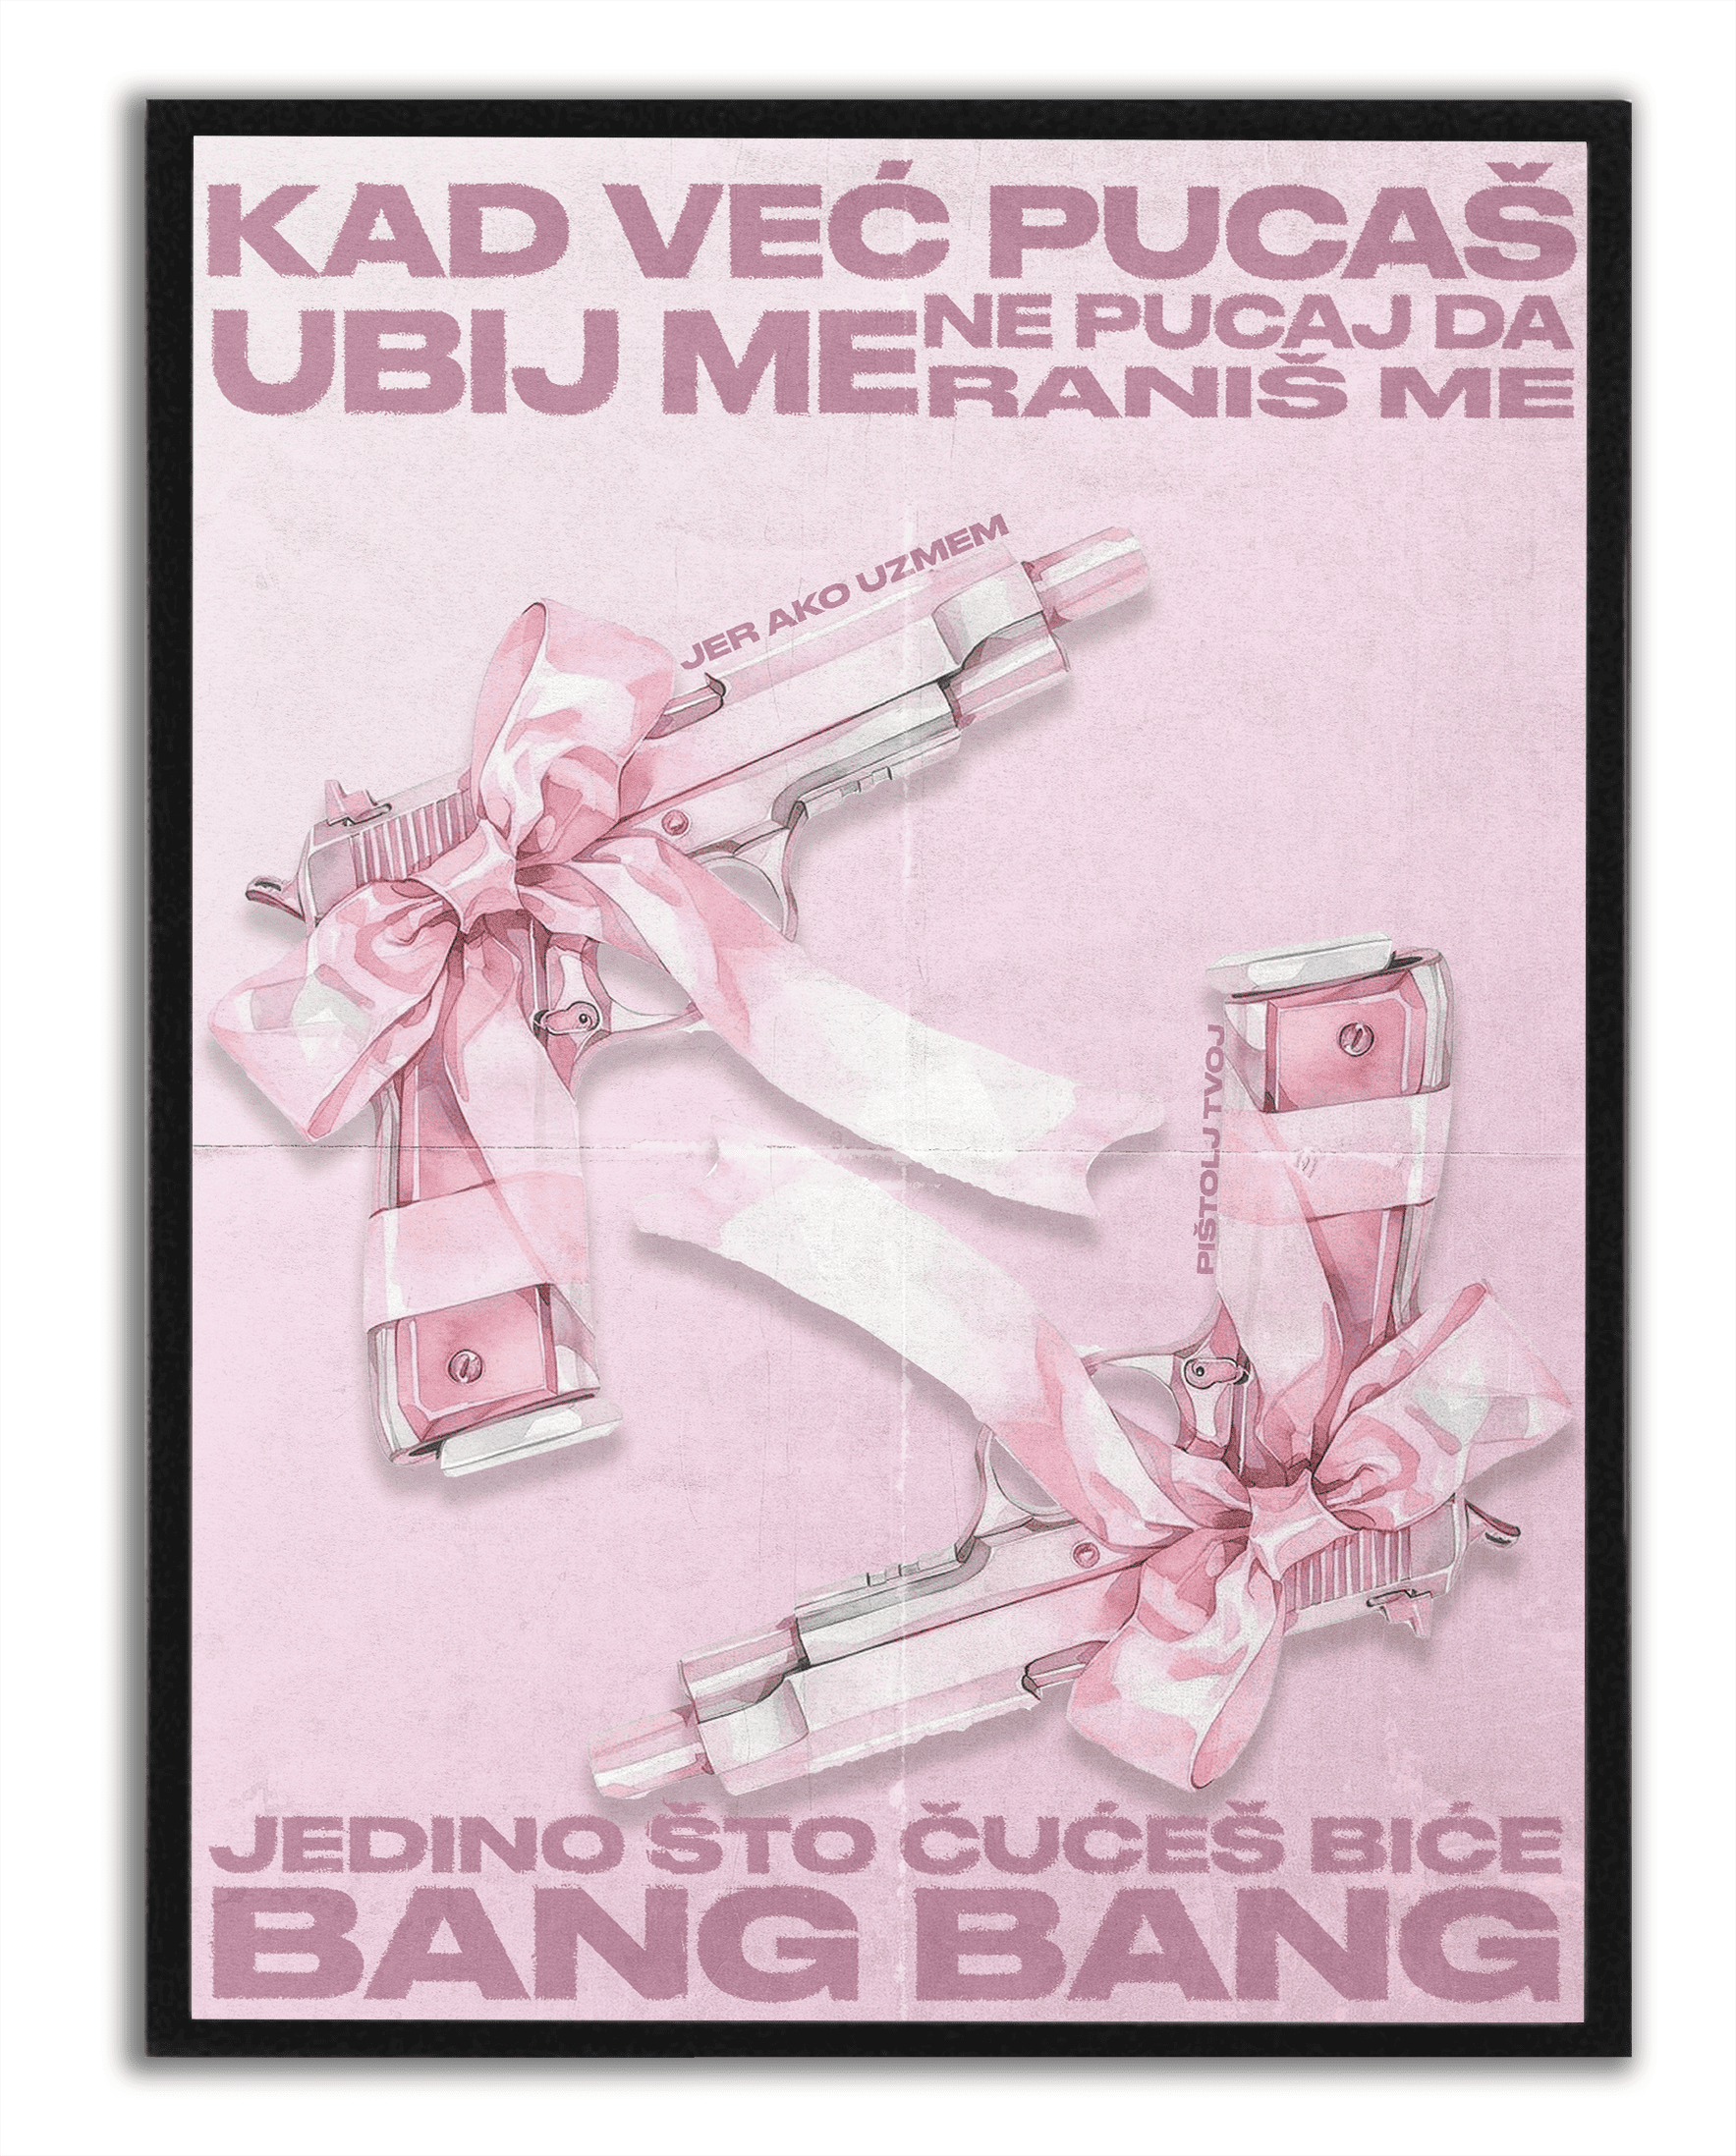 KAD VEĆ PUCAŠ
UBIJ ME
NE PUCAJ DA
RANIŠ ME
JER AKO UZMEM
PIŠTOLJ TVOJ
JEDINO ŠTO ČUĆEŠ BIĆE
BANG BANG